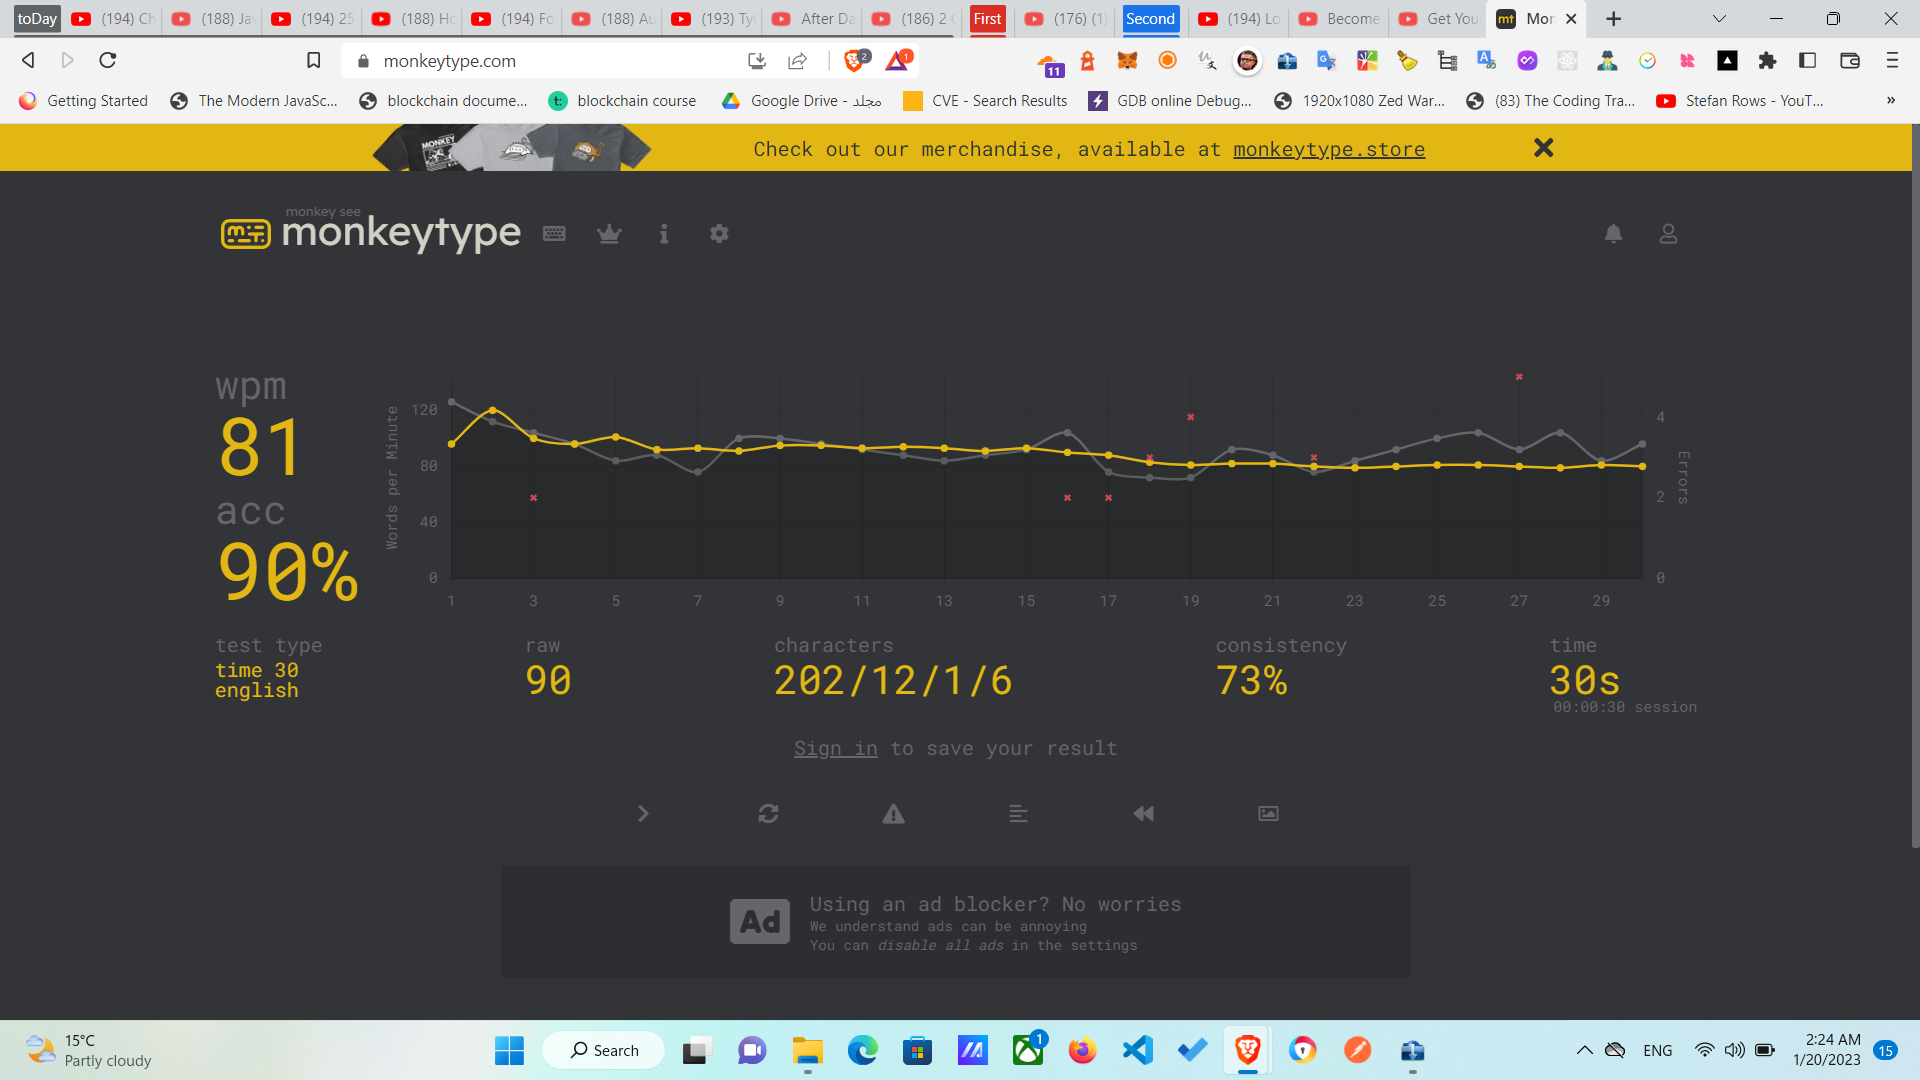 toDay
(194) Ch
(188) Jav
(194) 25
(188) Ho
(194) Fo
(188) Au
(193) Ty
After Da
(186) 2 C
First
(176) (1)
Second
(194) Lo
Become
Get You
Mon
monkeytype.com
2
1
11
Getting Started
The Modern JavaSc...
blockchain docume...
blockchain course
Google Drive - مجلد
CVE - Search Results
GDB online Debug...
1920x1080 Zed War...
(83) The Coding Tra...
Stefan Rows - YouT...
»
MONKEY
Check out our merchandise, available at monkeytype.store
monkey see
monkeytype
wpm
81
acc
90%
Words per Minute
120
80
40
0
1 3 5 7 9 11 13 15 17 19 21 23 25 27 29
4
2
0
Errors
test type
time 30
english
raw
90
characters
202/12/1/6
consistency
73%
time
30s
00:00:30 session
Sign in to save your result
Ad
Using an ad blocker? No worries
We understand ads can be annoying
You can disable all ads in the settings
15°C
Partly cloudy
Search
1
ENG
2:24 AM
1/20/2023
15